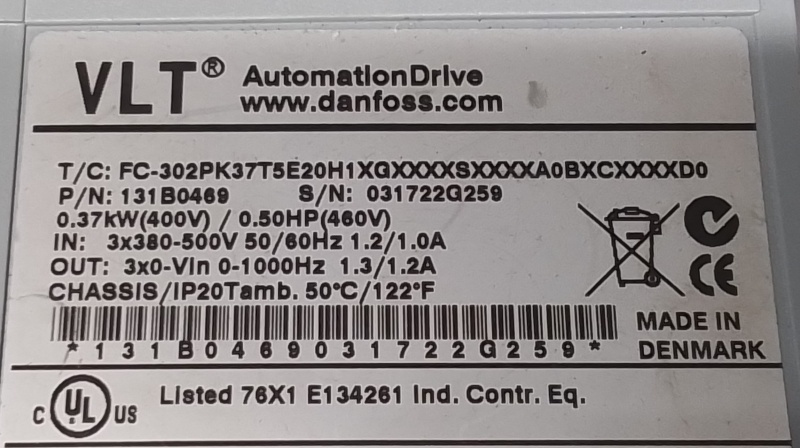 VLT® AutomationDrive
www.danfoss.com
T/C: FC-302PK37T5E20H1XGXXXXSXXXXA0BXCXXXXD0
P/N: 131B0469 S/N: 031722G259
0.37kW(400V) / 0.50HP(460V)
IN: 3x380-500V 50/60Hz 1.2/1.0A
OUT: 3x0-Vin 0-1000Hz 1.3/1.2A
CHASSIS/IP20Tamb. 50°C/122°F
*131B0469031722G259*
MADE IN
DENMARK
CE
c UL US Listed 76X1 E134261 Ind. Contr. Eq.